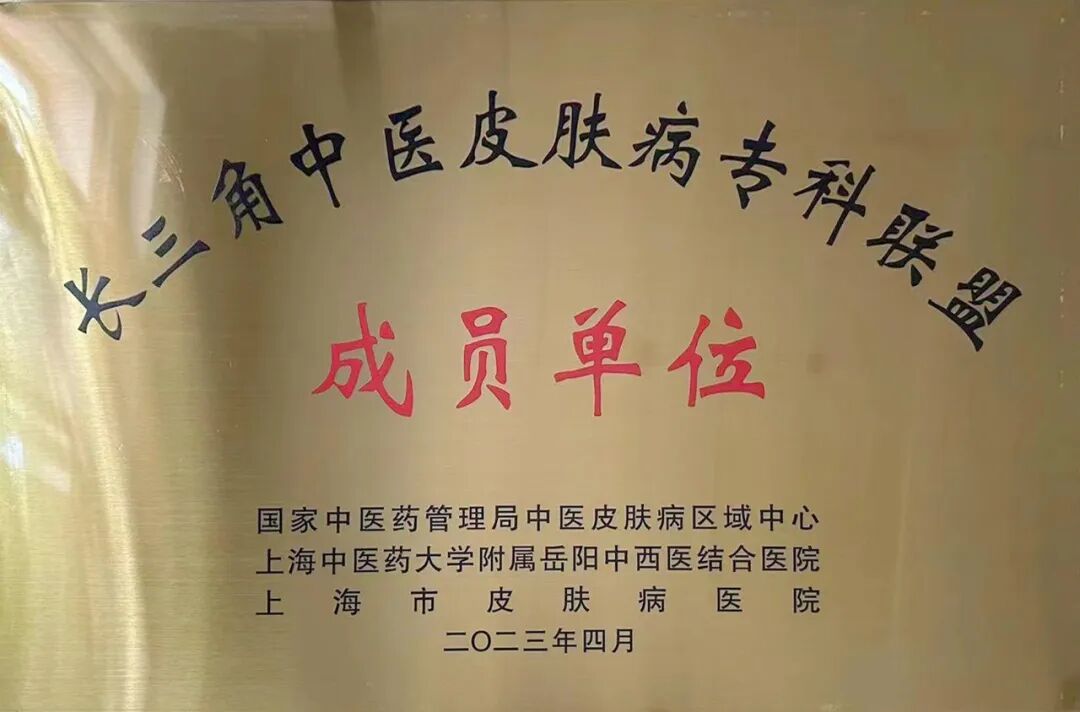 长三角中医皮肤病专科联盟
成员单位
国家中医药管理局中医皮肤病区域中心
上海中医药大学附属岳阳中西医结合医院
上海市皮肤病医院
二〇二三年四月